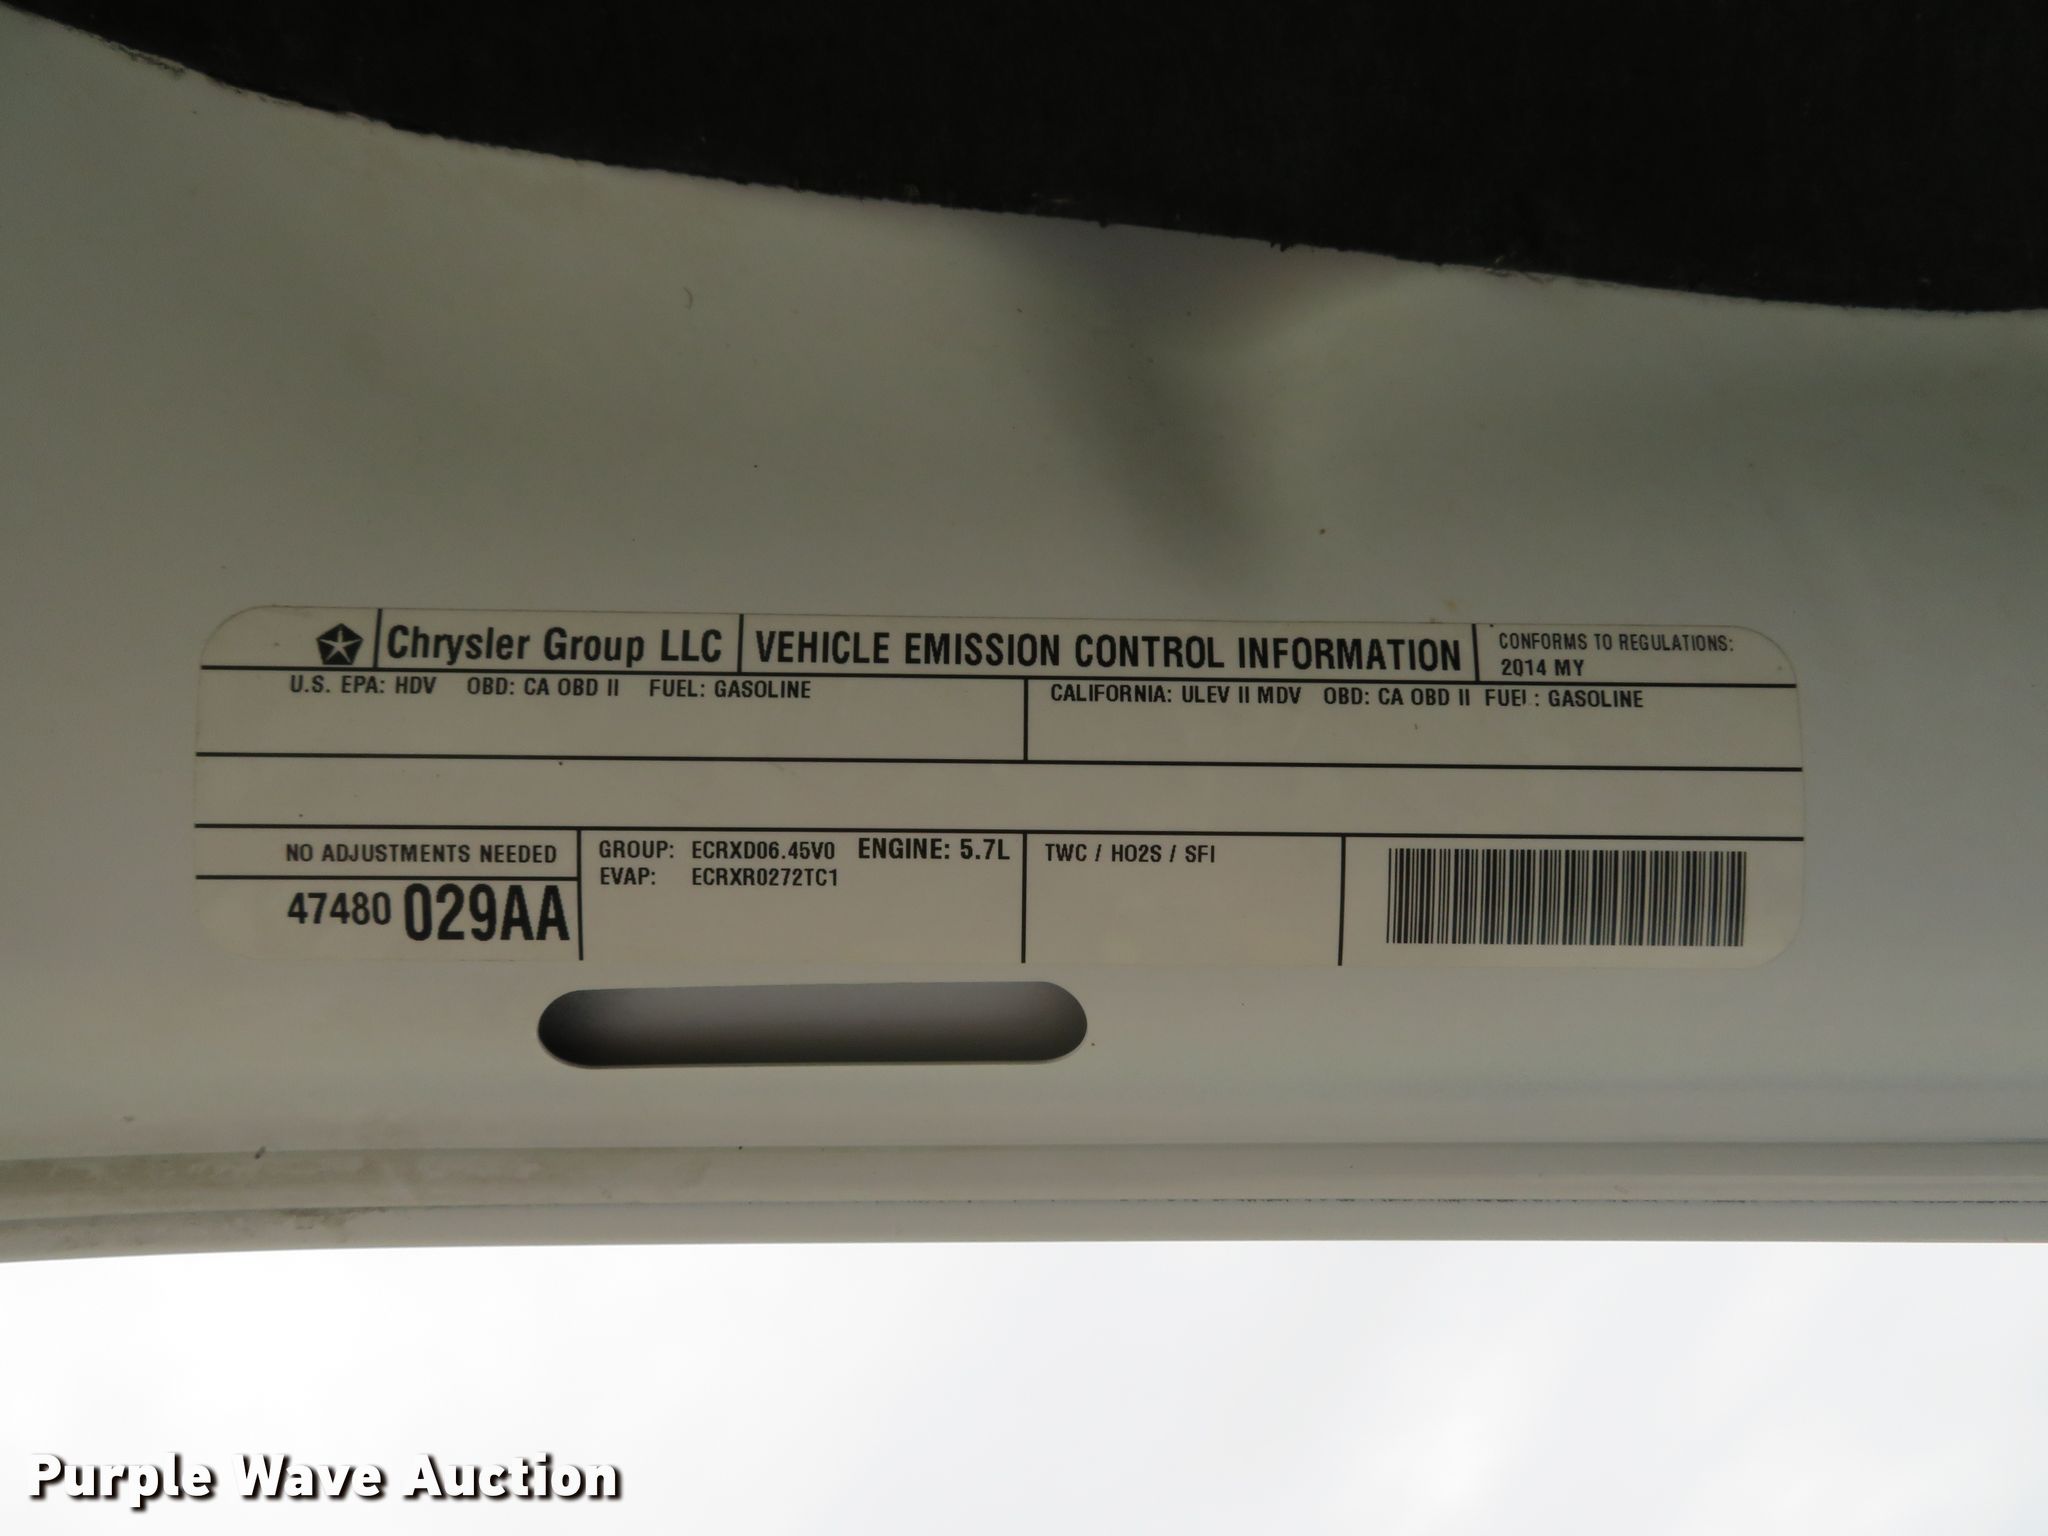 Chrysler Group LLC VEHICLE EMISSION CONTROL INFORMATION CONFORMS TO REGULATIONS:
2014 MY
U.S. EPA: HDV OBD: CA OBD II FUEL: GASOLINE
CALIFORNIA: ULEV II MDV OBD: CA OBD II FUEL: GASOLINE
NO ADJUSTMENTS NEEDED
47480 029AA
GROUP: ECRXD06.45V0 ENGINE: 5.7L
EVAP: ECRXR0272TC1
TWC / HO2S / SFI
Purple Wave Auction